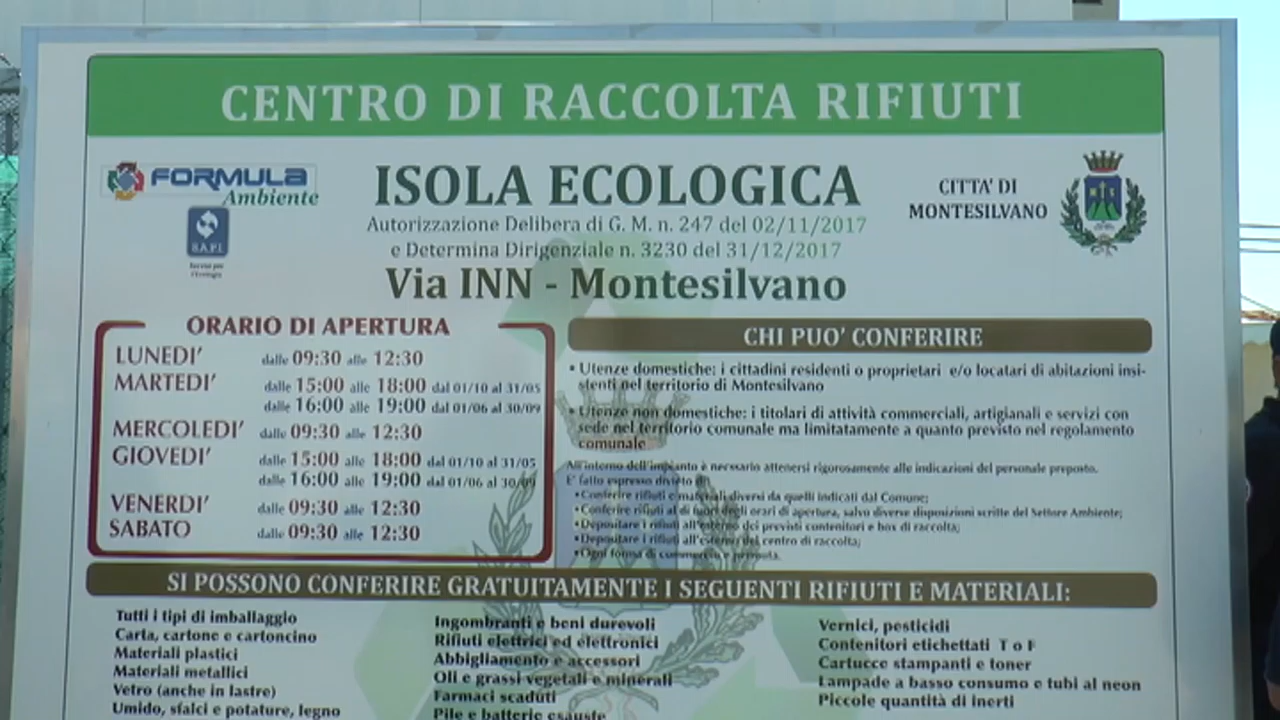 CENTRO DI RACCOLTA RIFIUTI
FORMULA
Ambiente
S.A.P.I.
Servizi per
l'Ecologia
ISOLA ECOLOGICA
Autorizzazione Delibera di G. M. n. 247 del 02/11/2017
e Determina Dirigenziale n. 3230 del 31/12/2017
Via INN - Montesilvano
CITTA' DI
MONTESILVANO
ORARIO DI APERTURA
LUNEDI' dalle 09:30 alle 12:30
MARTEDI' dalle 15:00 alle 18:00 dal 01/10 al 31/05
dalle 16:00 alle 19:00 dal 01/06 al 30/09
MERCOLEDI' dalle 09:30 alle 12:30
GIOVEDI' dalle 15:00 alle 18:00 dal 01/10 al 31/05
dalle 16:00 alle 19:00 dal 01/06 al 30/09
VENERDI' dalle 09:30 alle 12:30
SABATO dalle 09:30 alle 12:30
CHI PUO' CONFERIRE
• Utenze domestiche: i cittadini residenti o proprietari e/o locatari di abitazioni insi-
stenti nel territorio di Montesilvano
• Utenze non domestiche: i titolari di attività commerciali, artigianali e servizi con
sede nel territorio comunale ma limitatamente a quanto previsto nel regolamento
comunale
All'interno dell'impianto è necessario attenersi rigorosamente alle indicazioni del personale preposto.
E' fatto espresso divieto di:
• Conferire rifiuti e materiali diversi da quelli indicati dal Comune;
• Conferire rifiuti al di fuori degli orari di apertura, salvo diverse disposizioni scritte del Settore Ambiente;
• Depositare i rifiuti all'esterno dei previsti contenitori e box di raccolta;
• Depositare i rifiuti all'esterno del centro di raccolta;
• Ogni forma di commercio e
SI POSSONO CONFERIRE GRATUITAMENTE I SEGUENTI RIFIUTI E MATERIALI:
Tutti i tipi di imballaggio
Carta, cartone e cartoncino
Materiali plastici
Materiali metallici
Vetro (anche in lastre)
Umido, sfalci e potature, legno
Ingombranti e beni durevoli
Rifiuti elettrici ed elettronici
Abbigliamento e accessori
Oli e grassi vegetali e minerali
Farmaci scaduti
Pile e batterie esauste
Vernici, pesticidi
Contenitori etichettati T o F
Cartucce stampanti e toner
Lampade a basso consumo e tubi al neon
Piccole quantità di inerti